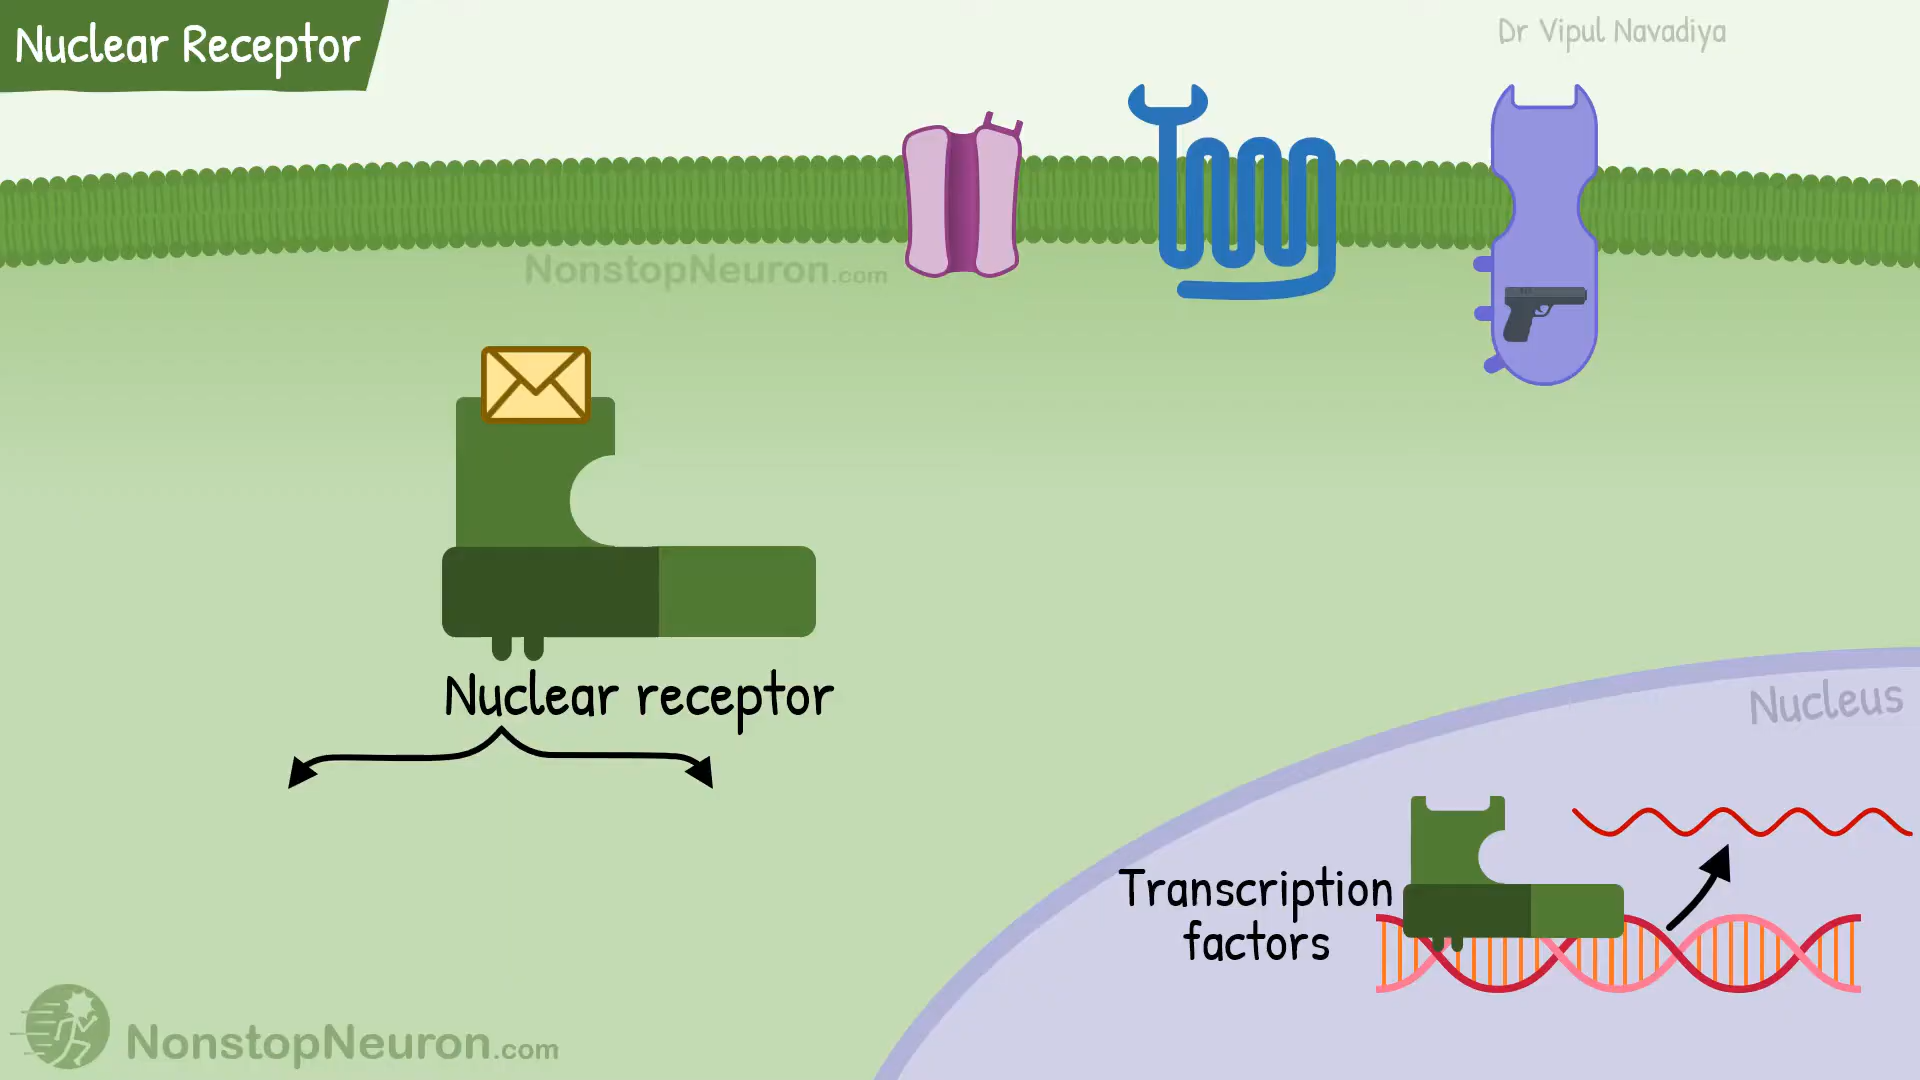 Nuclear Receptor
Dr Vipul Navadiya
NonstopNeuron.com
Nuclear receptor
Nucleus
Transcription
factors
NonstopNeuron.com